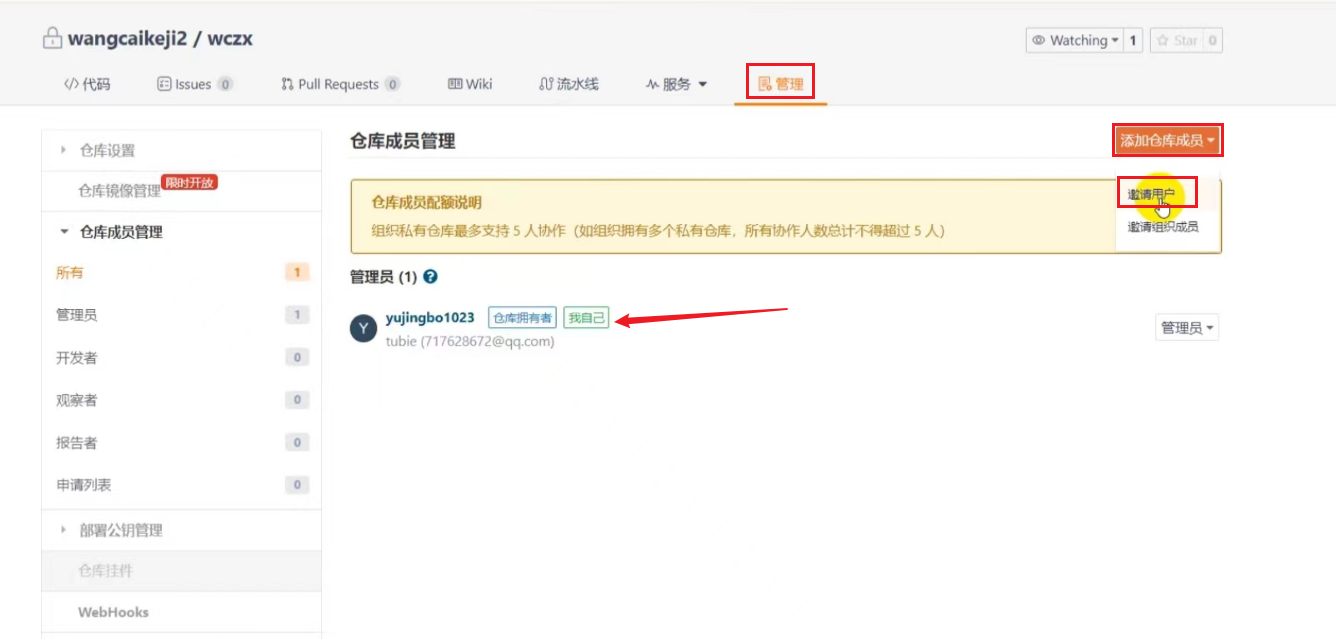 wangcaikeji2 / wczx
Watching 1 Star 0
代码 Issues 0 Pull Requests 0 Wiki 流水线 服务 管理
仓库设置
仓库镜像管理 限时开放
仓库成员管理
所有 1
管理员 1
开发者 0
观察者 0
报告者 0
申请列表 0
部署公钥管理
仓库挂件
WebHooks
仓库成员管理
添加仓库成员
邀请用户
邀请组织成员
仓库成员配额说明
组织私有仓库最多支持 5 人协作（如组织拥有多个私有仓库，所有协作人数总计不得超过 5 人）
管理员 (1) ?
Y
yujingbo1023 仓库拥有者 我自己
tubie (717628672@qq.com)
管理员